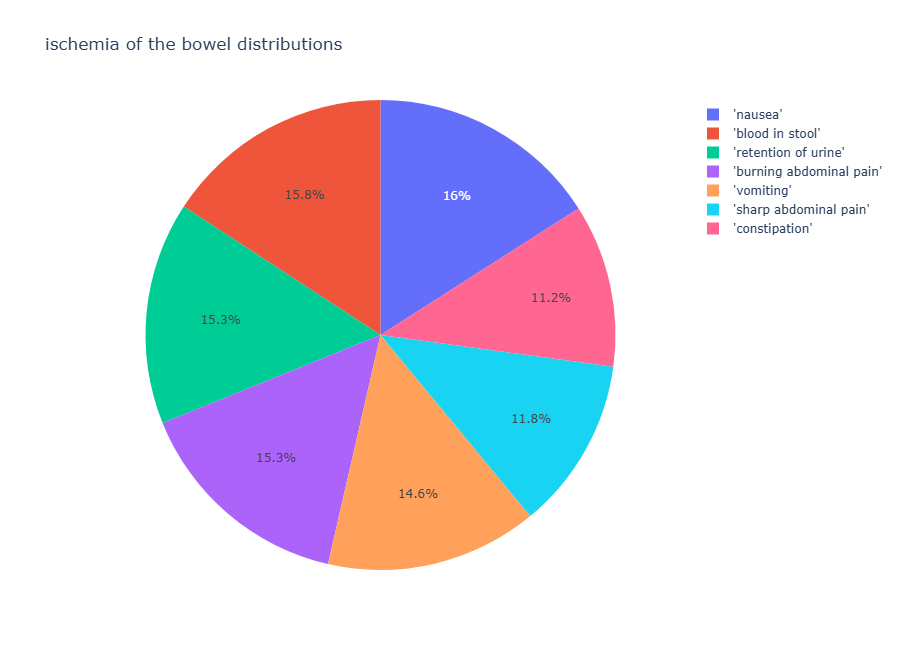 ischemia of the bowel distributions
'nausea'
'blood in stool'
'retention of urine'
'burning abdominal pain'
'vomiting'
'sharp abdominal pain'
'constipation'
15.8%
16%
11.2%
15.3%
11.8%
15.3%
14.6%